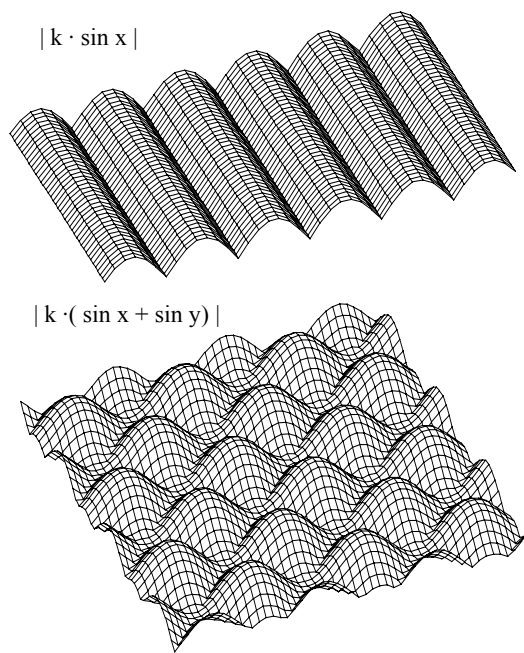 | k · sin x |
| k ·( sin x + sin y) |